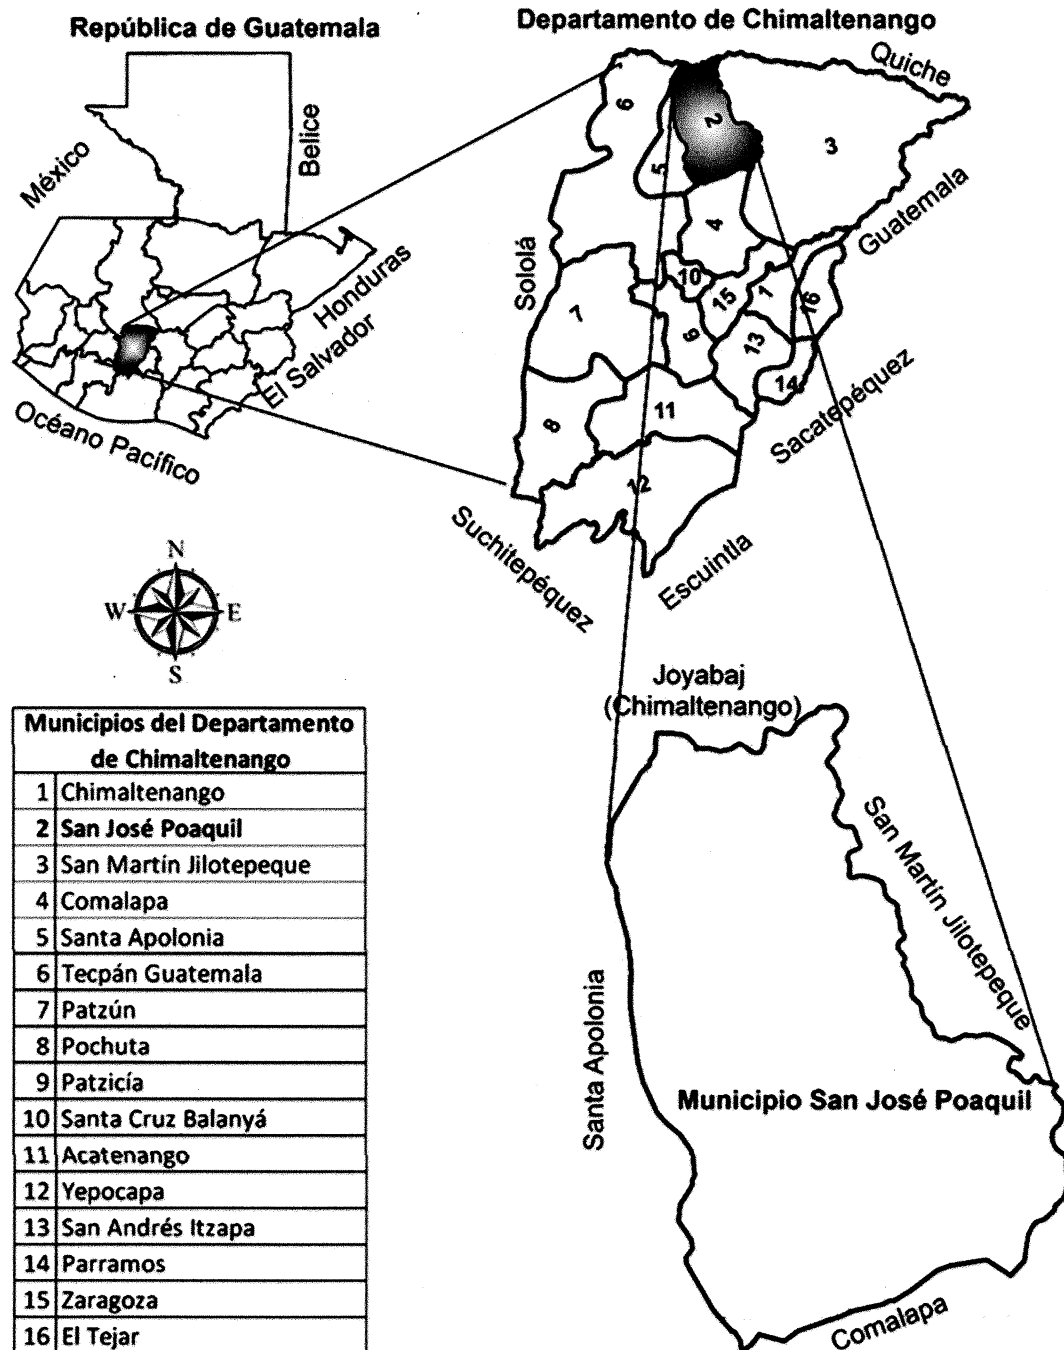 República de Guatemala
México
Belice
Honduras
El Salvador
Océano Pacífico
Departamento de Chimaltenango
Quiche
Guatemala
Sololá
Sacatepéquez
Suchitepéquez
Escuintla
6
2
3
5
4
10
15
1
16
7
9
13
14
8
11
12
N
W E
S
Municipios del Departamento
de Chimaltenango
1 Chimaltenango
2 San José Poaquil
3 San Martín Jilotepeque
4 Comalapa
5 Santa Apolonia
6 Tecpán Guatemala
7 Patzún
8 Pochuta
9 Patzicía
10 Santa Cruz Balanyá
11 Acatenango
12 Yepocapa
13 San Andrés Itzapa
14 Parramos
15 Zaragoza
16 El Tejar
Joyabaj
(Chimaltenango)
San Martín Jilotepeque
Santa Apolonia
Municipio San José Poaquil
Comalapa